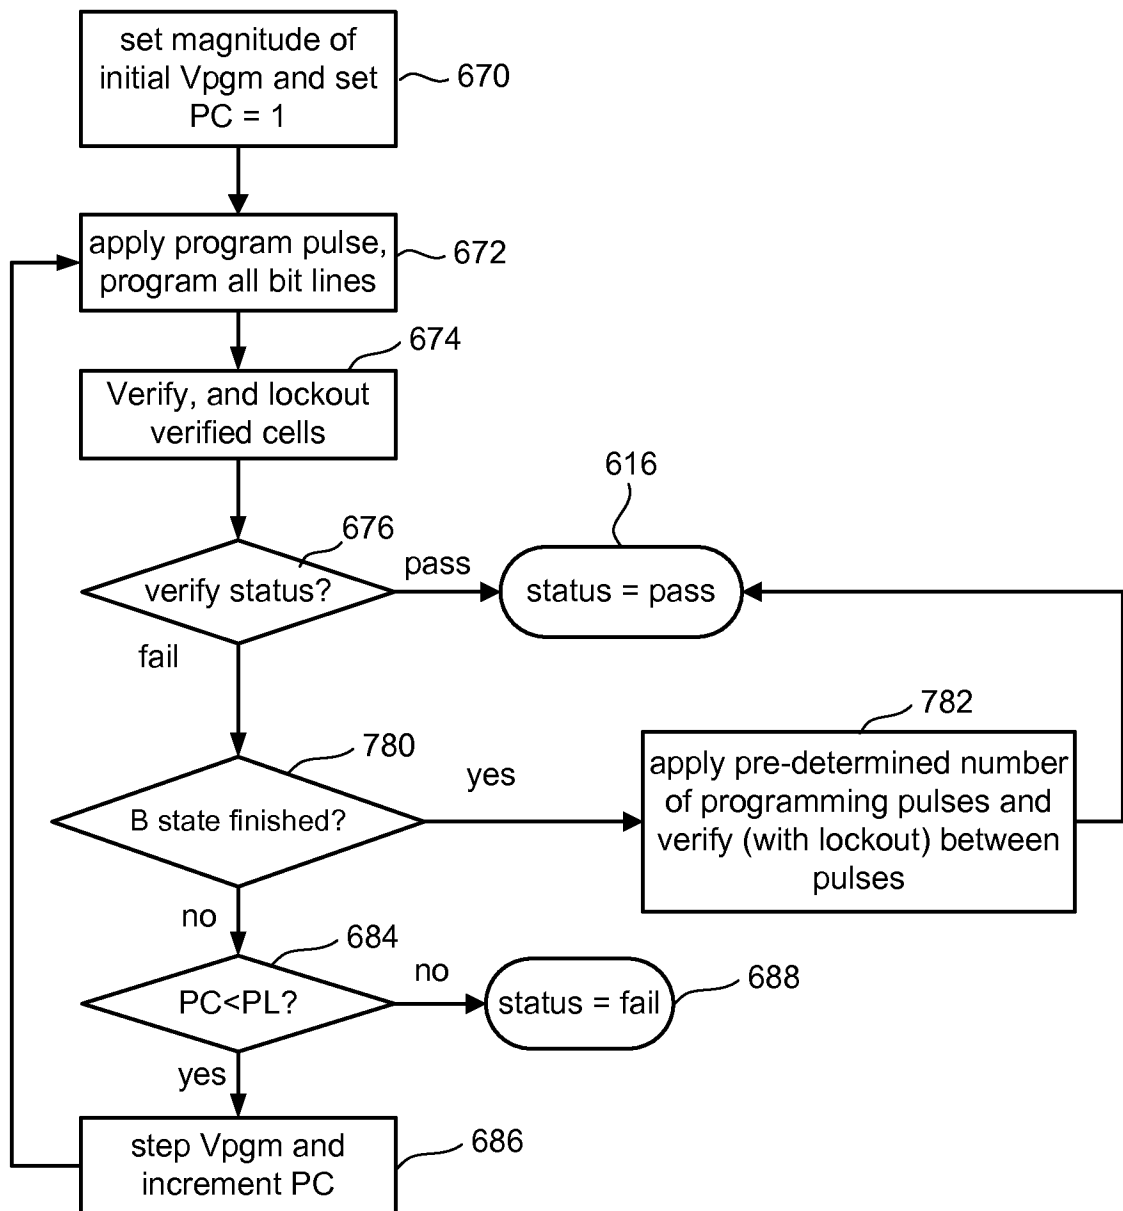 set magnitude of
initial Vpgm and set
PC = 1
670
apply program pulse,
program all bit lines
672
674
Verify, and lockout
verified cells
616
676
verify status?
pass
status = pass
fail
782
780
B state finished?
yes
apply pre-determined number
of programming pulses and
verify (with lockout) between
pulses
no
684
PC<PL?
no
status = fail
688
yes
step Vpgm and
increment PC
686